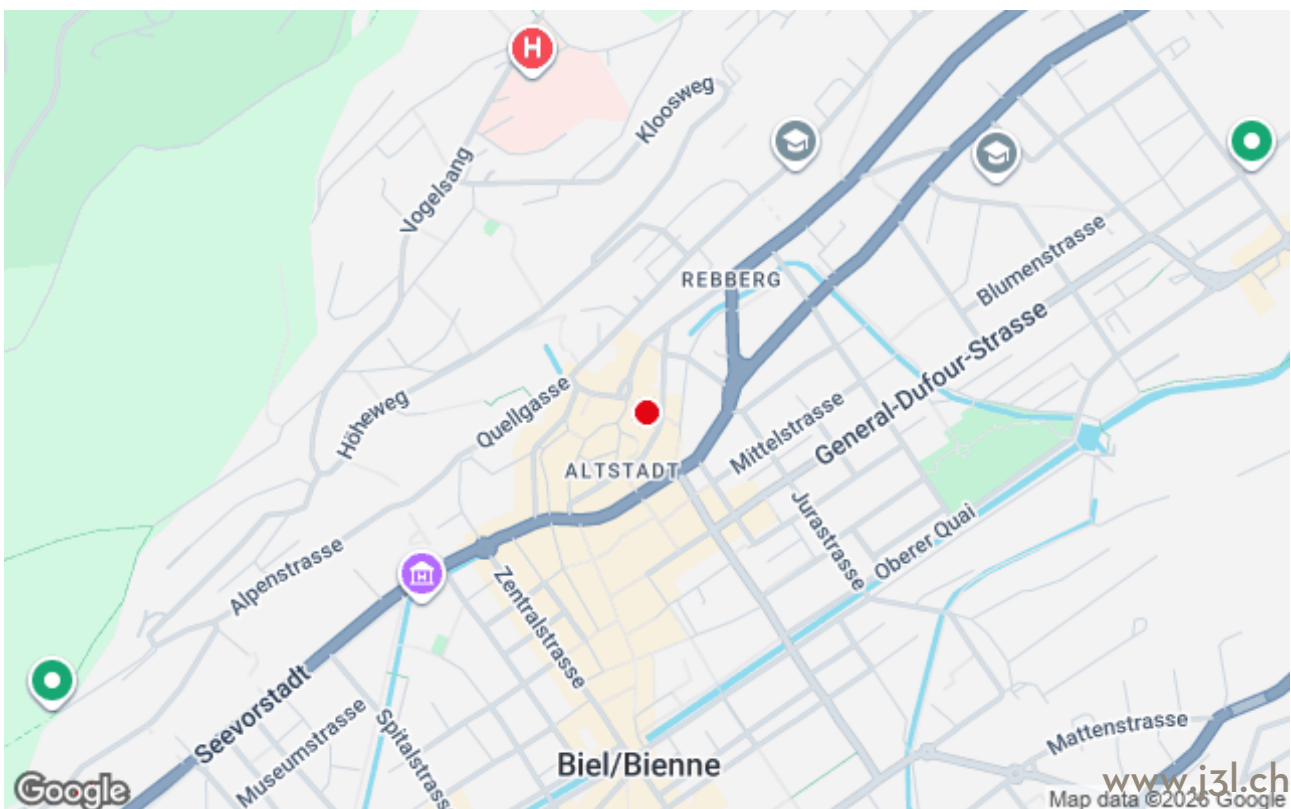 H
Kloosweg
Vogelsang
REBBERG
Blumenstrasse
General-Dufour-Strasse
Höheweg
Quellgasse
Mittelstrasse
ALTSTADT
Jurastrasse
Oberer Quai
Alpenstrasse
Zentralstrasse
Seevorstadt
Museumstrasse
Spitalstrasse
Mattenstrasse
Biel/Bienne
www.j3l.ch
Google
Map data ©2026 Google